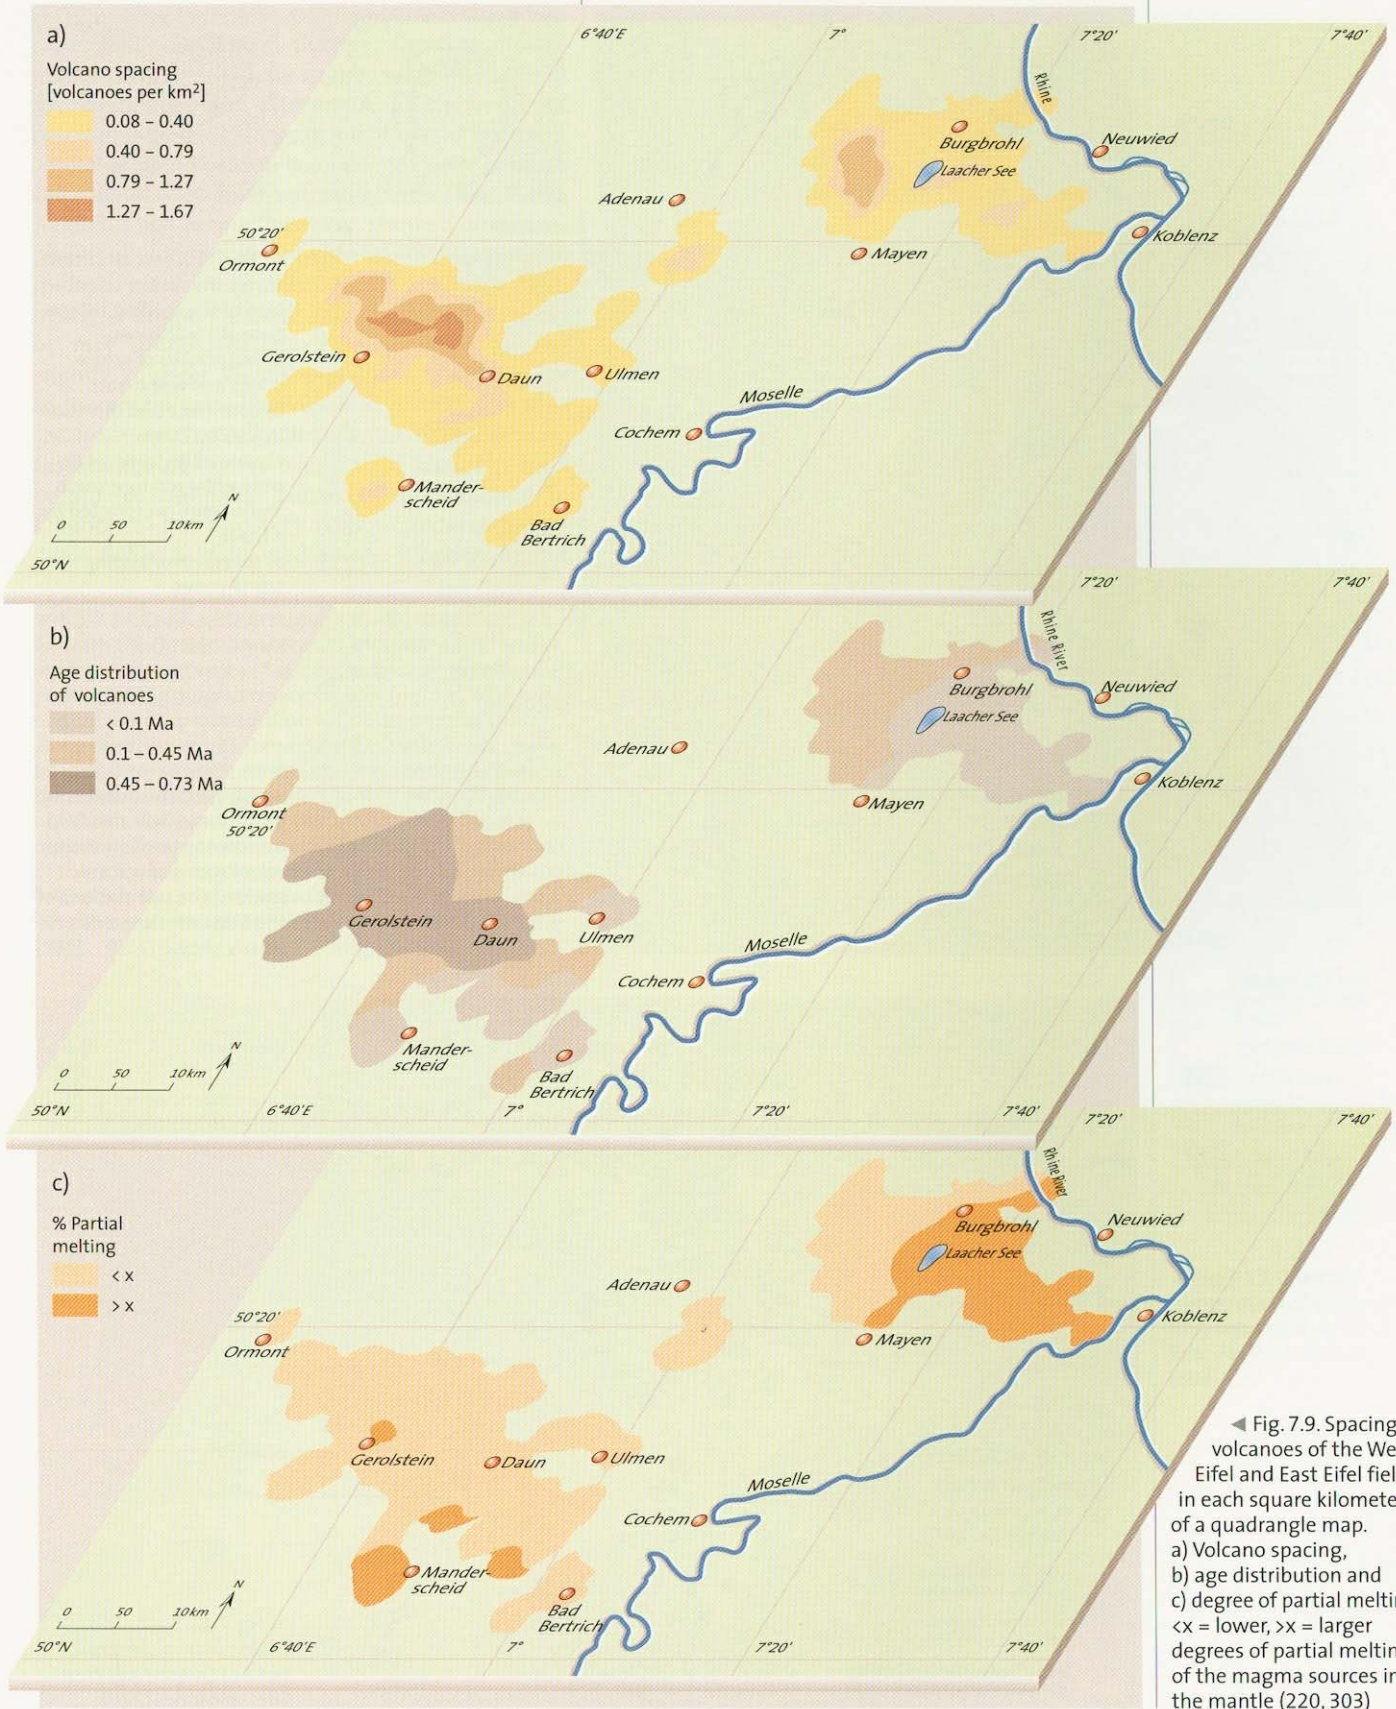 a)
Volcano spacing
[volcanoes per km²]
0.08 – 0.40
0.40 – 0.79
0.79 – 1.27
1.27 – 1.67
6°40'E
7°
7°20'
7°40'
Rhine
Burgbrohl
Neuwied
Laacher See
Adenau
50°20'
Ormont
Koblenz
Mayen
Gerolstein
Daun
Ulmen
Moselle
Cochem
Mander-
scheid
Bad
Bertrich
N
0 50 10km
50°N
b)
Age distribution
of volcanoes
< 0.1 Ma
0.1 – 0.45 Ma
0.45 – 0.73 Ma
7°20'
7°40'
Rhine River
Burgbrohl
Neuwied
Laacher See
Adenau
Ormont
50°20'
Koblenz
Mayen
Gerolstein
Daun
Ulmen
Moselle
Cochem
Mander-
scheid
Bad
Bertrich
N
0 50 10km
50°N
6°40'E
7°
7°20'
7°40'
c)
% Partial
melting
< x
> x
7°20'
7°40'
Rhine River
Burgbrohl
Neuwied
Laacher See
Adenau
50°20'
Ormont
Koblenz
Mayen
Gerolstein
Daun
Ulmen
Moselle
Cochem
Mander-
scheid
Bad
Bertrich
N
0 50 10km
50°N
6°40'E
7°
7°20'
7°40'
◄ Fig. 7.9. Spacing
volcanoes of the We
Eifel and East Eifel fiel
in each square kilomete
of a quadrangle map.
a) Volcano spacing,
b) age distribution and
c) degree of partial meltin
<x = lower, >x = larger
degrees of partial meltin
of the magma sources in
the mantle (220, 303)